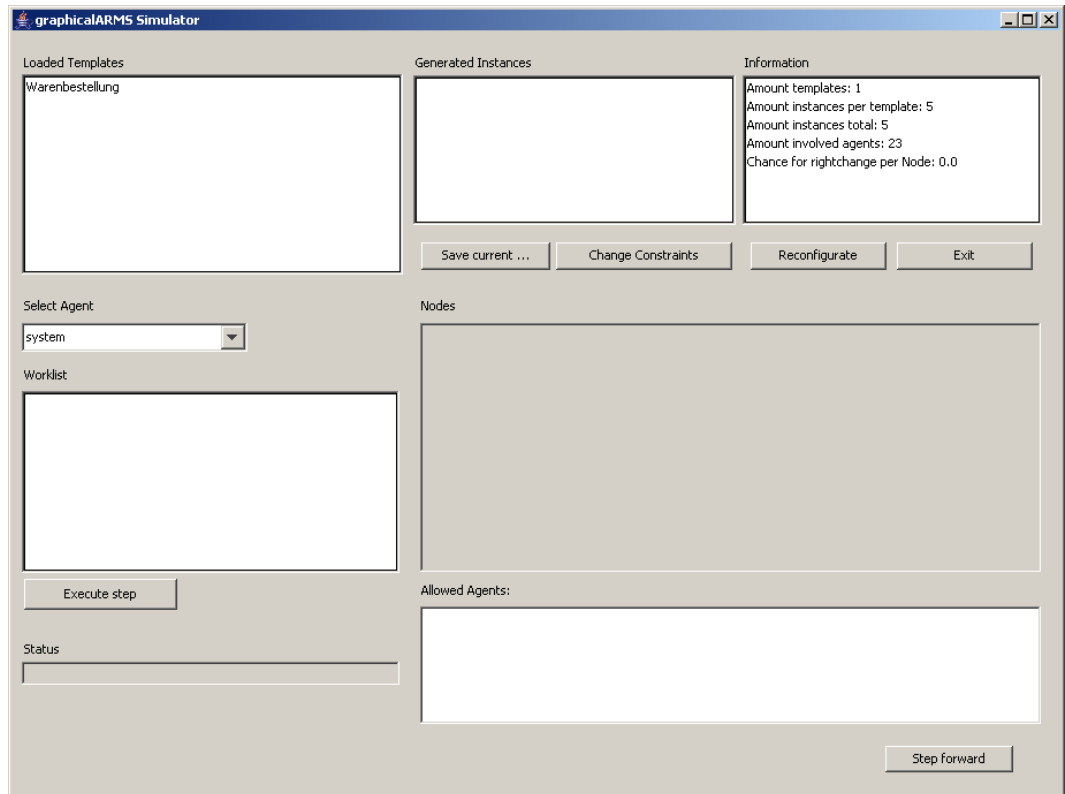 graphicalARMS Simulator
Loaded Templates
Warenbestellung
Generated Instances
Information
Amount templates: 1
Amount instances per template: 5
Amount instances total: 5
Amount involved agents: 23
Chance for rightchange per Node: 0.0
Save current ...
Change Constraints
Reconfigurate
Exit
Select Agent
system
Worklist
Execute step
Status
Nodes
Allowed Agents:
Step forward